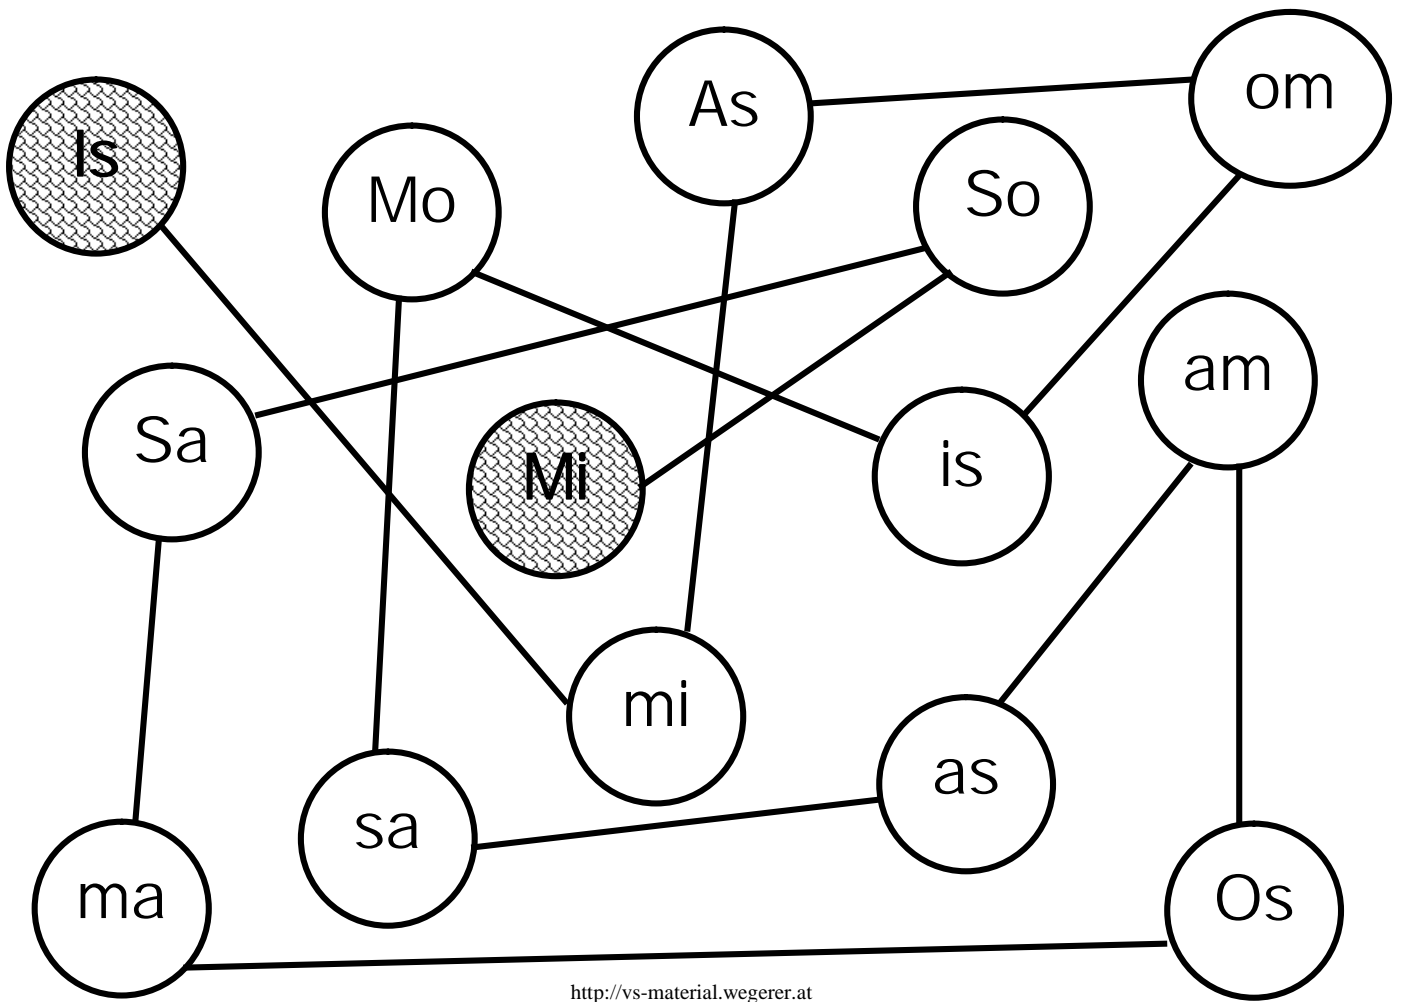 As
om
Is
Mo
So
am
Sa
Mi
is
mi
as
sa
ma
Os
http://vs-material.wegerer.at